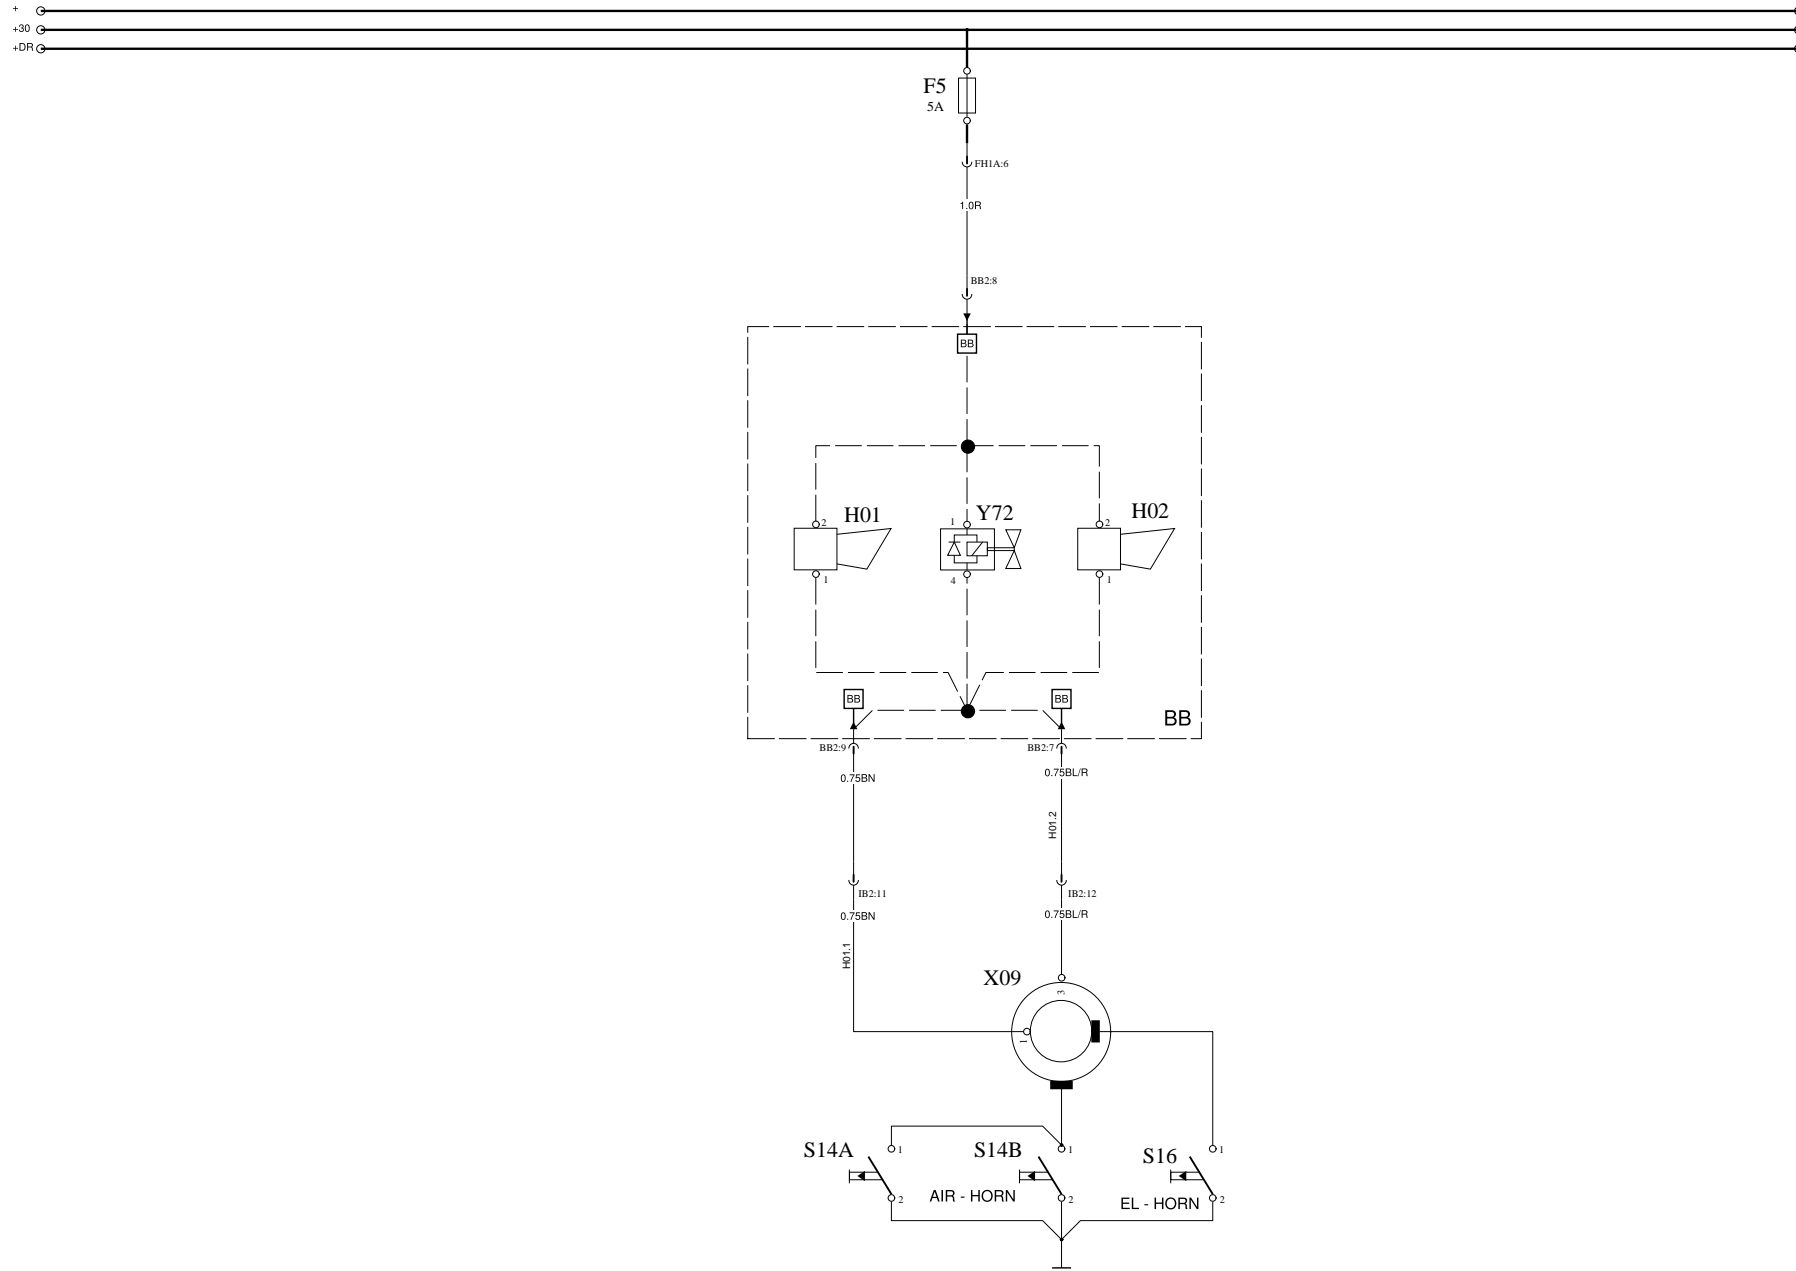 +
+30
+DR
F5
5A
FH1A:6
1.0R
BB2:8
BB
H01
Y72
H02
2
1
2
1
4
1
BB
BB
BB
BB2:9
BB2:7
0.75BN
0.75BL/R
H01.2
IB2:11
IB2:12
0.75BN
0.75BL/R
H01.1
X09
3
1
S14A
1
S14B
1
S16
1
2
AIR - HORN
2
EL - HORN
2